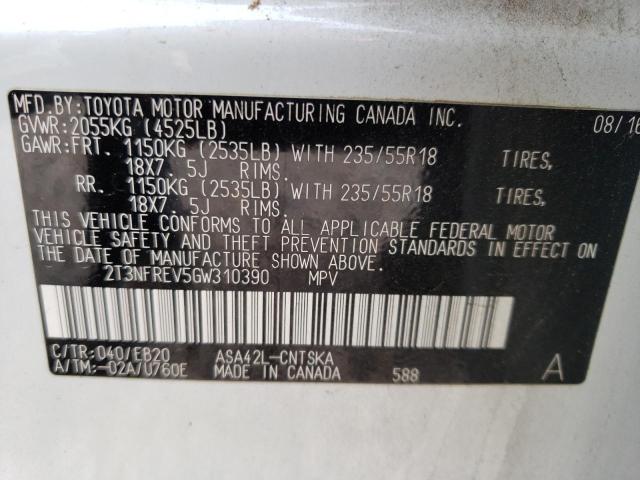 MFD.BY:TOYOTA MOTOR MANUFACTURING CANADA INC. 08/16
GVWR:2055KG (4525LB)
GAWR:FRT. 1150KG (2535LB) WITH 235/55R18 TIRES,
18X7. 5J RIMS.
RR. 1150KG (2535LB) WITH 235/55R18 TIRES,
18X7 5J RIMS.
THIS VEHICLE CONFORMS TO ALL APPLICABLE FEDERAL MOTOR
VEHICLE SAFETY AND THEFT PREVENTION STANDARDS IN EFFECT ON
THE DATE OF MANUFACTURE SHOWN ABOVE.
2T3NFREV5GW310390 MPV
C/TR:040/EB20 ASA42L-CNTSKA
A/TM:-02A/U760E MADE IN CANADA 588 A